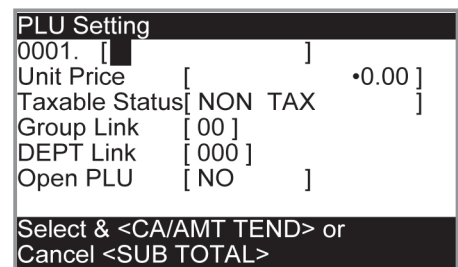 PLU Setting
0001. [ ]
Unit Price [ •0.00 ]
Taxable Status[ NON TAX ]
Group Link [ 00 ]
DEPT Link [ 000 ]
Open PLU [ NO ]
Select & <CA/AMT TEND> or
Cancel <SUB TOTAL>